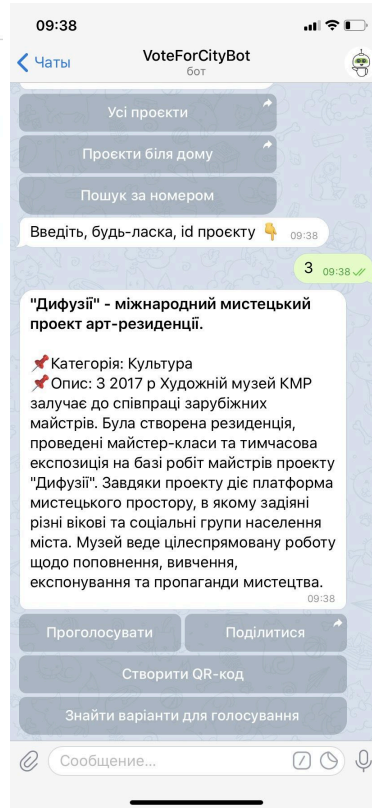 09:38
Чаты
VoteForCityBot
бот
Усі проєкти
Проєкти біля дому
Пошук за номером
Введіть, будь-ласка, id проєкту 👇 09:38
3 09:38
"Дифузії" - міжнародний мистецький
проект арт-резиденції.
📌Категорія: Культура
📌Опис: З 2017 р Художній музей КМР
залучає до співпраці зарубіжних
майстрів. Була створена резиденція,
проведені майстер-класи та тимчасова
експозиція на базі робіт майстрів проекту
"Дифузії". Завдяки проекту діє платформа
мистецького простору, в якому задіяні
різні вікові та соціальні групи населення
міста. Музей веде цілеспрямовану роботу
щодо поповнення, вивчення,
експонування та пропаганди мистецтва.
09:38
Проголосувати
Поділитися
Створити QR-код
Знайти варіанти для голосування
Сообщение...